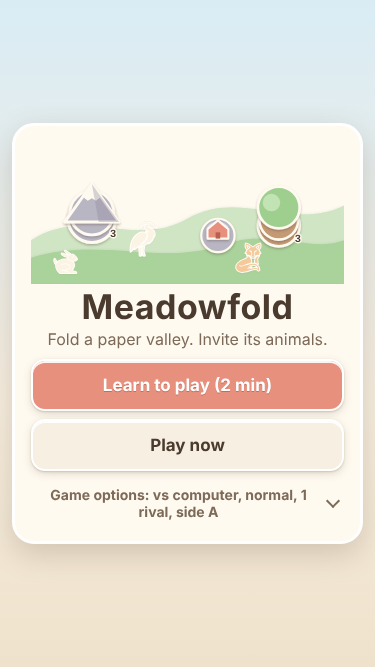 3
3
Meadowfold
Fold a paper valley. Invite its animals.
Learn to play (2 min)
Play now
Game options: vs computer, normal, 1
rival, side A